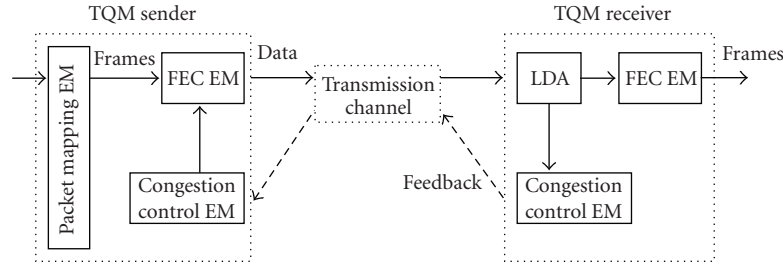 TQM sender
TQM receiver
Packet mapping EM
Frames
FEC EM
Data
Transmission
channel
LDA
FEC EM
Frames
Congestion
control EM
Feedback
Congestion
control EM